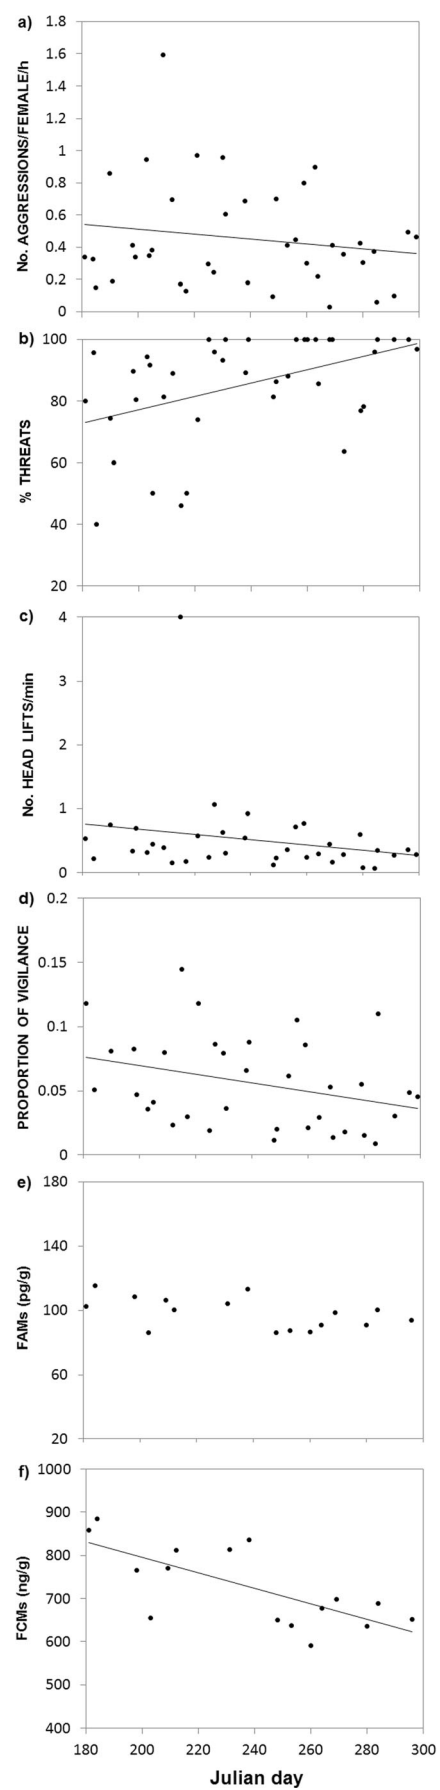 a)
No. AGGRESSIONS/FEMALE/h
1.8
1.6
1.4
1.2
1
0.8
0.6
0.4
0.2
0
b)
% THREATS
100
80
60
40
20
c)
No. HEAD LIFTS/min
4
3
2
1
0
d)
PROPORTION OF VIGILANCE
0.2
0.15
0.1
0.05
0
e)
FAMs (pg/g)
180
140
100
60
20
f)
FCMs (ng/g)
1000
900
800
700
600
500
400
180 200 220 240 260 280 300
Julian day